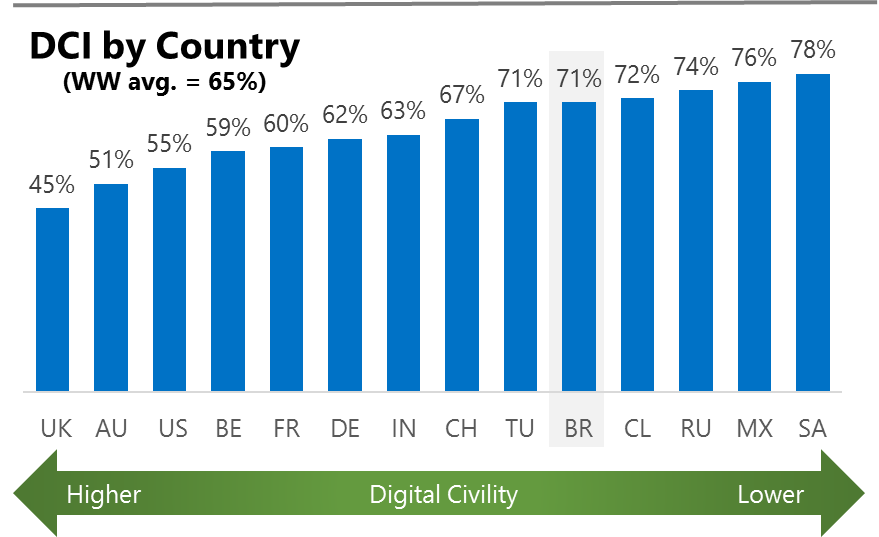 DCI by Country
(WW avg. = 65%)
45% 51% 55% 59% 60% 62% 63% 67% 71% 71% 72% 74% 76% 78%
UK AU US BE FR DE IN CH TU BR CL RU MX SA
Higher Digital Civility Lower